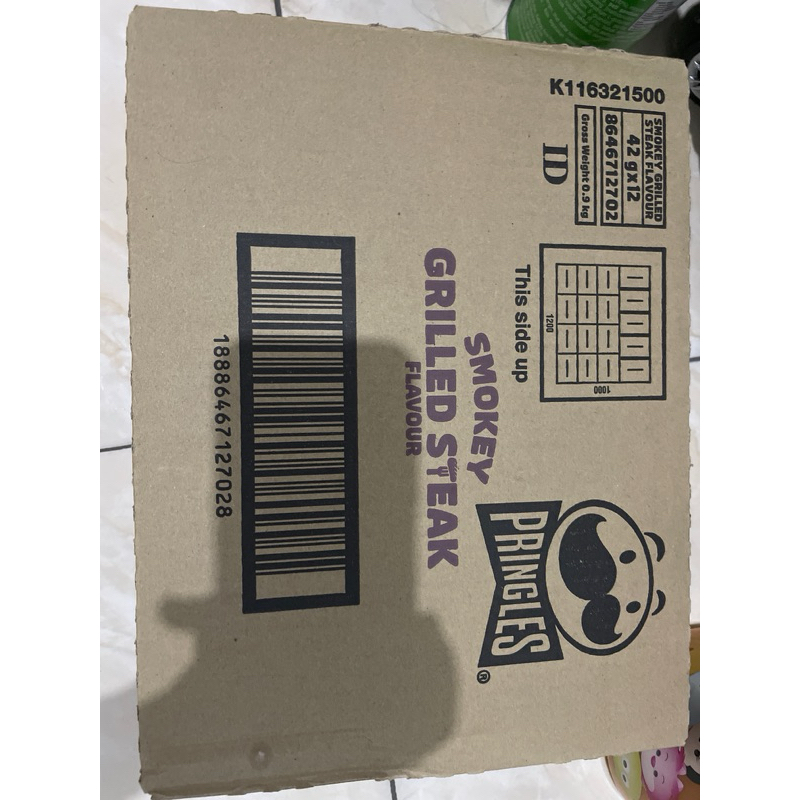 K116321500
SMOKEY GRILLED
STEAK FLAVOUR
42 gx12
8646712702
Gross Weight 0.9 kg
ID
1200
1000
This side up
PRINGLES®
SMOKEY
GRILLED STEAK
FLAVOUR
18886467127028